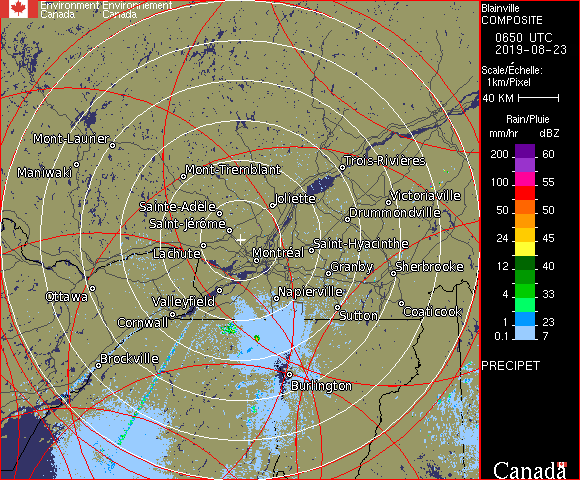 Environment Environnement
Canada Canada
Blainville
COMPOSITE
0650 UTC
2019-08-23
Scale/Échelle:
1km/Pixel
40 KM
Rain/Pluie
mm/hr dBZ
200 60
100 55
50 50
24 45
12 40
4 33
1 23
0.1 7
PRECIPET
Canada
Mont-Laurier
Maniwaki
Mont-Tremblant
Trois-Rivières
Sainte-Adèle
Joliette
Victoriaville
Saint-Jérôme
Drummondville
Lachute
Montréal
Saint-Hyacinthe
Granby
Sherbrooke
Ottawa
Valleyfield
Napierville
Cornwall
Sutton
Coaticook
Brockville
Burlington